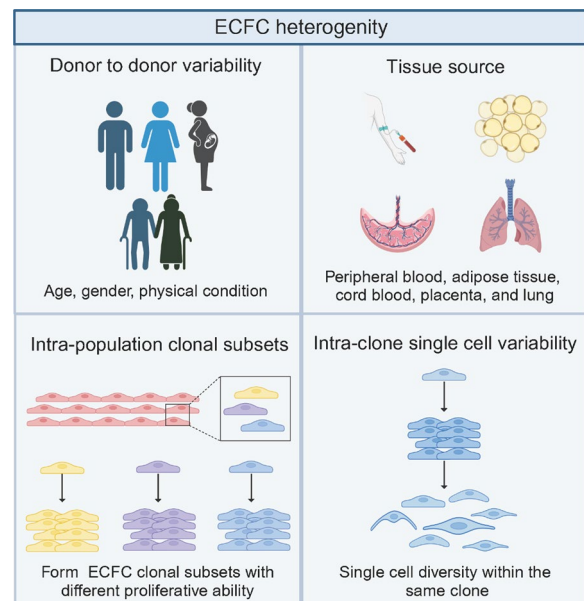 ECFC heterogenity
Donor to donor variability
Age, gender, physical condition
Tissue source
Peripheral blood, adipose tissue,
cord blood, placenta, and lung
Intra-population clonal subsets
Form ECFC clonal subsets with
different proliferative ability
Intra-clone single cell variability
Single cell diversity within the
same clone